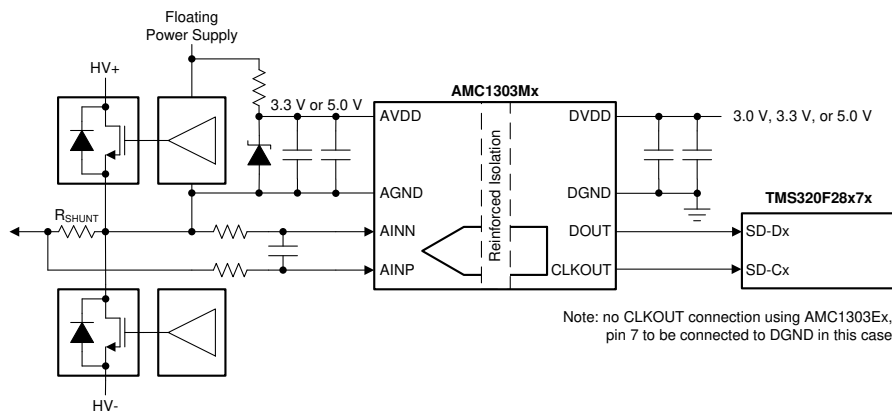 Floating
Power Supply
HV+
AMC1303Mx
3.3 V or 5.0 V
AVDD
DVDD
3.0 V, 3.3 V, or 5.0 V
Reinforced Isolation
AGND
DGND
TMS320F28x7x
RSHUNT
AINN
DOUT
SD-Dx
AINP
CLKOUT
SD-Cx
Note: no CLKOUT connection using AMC1303Ex,
pin 7 to be connected to DGND in this case
HV-